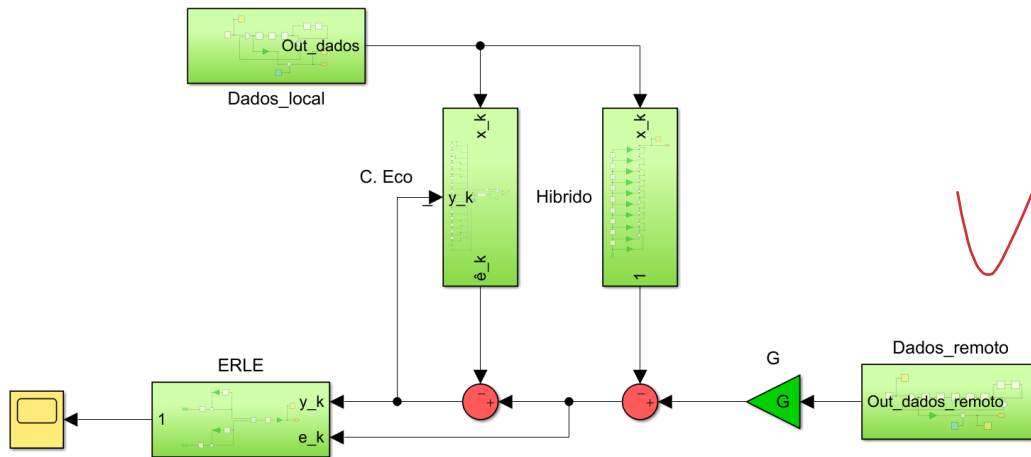 Out_dados
Dados_local
x_k
x_k
C. Eco
y_k
Hibrido
ê_k
1
ERLE
G
Dados_remoto
1
y_k
e_k
G
Out_dados_remoto